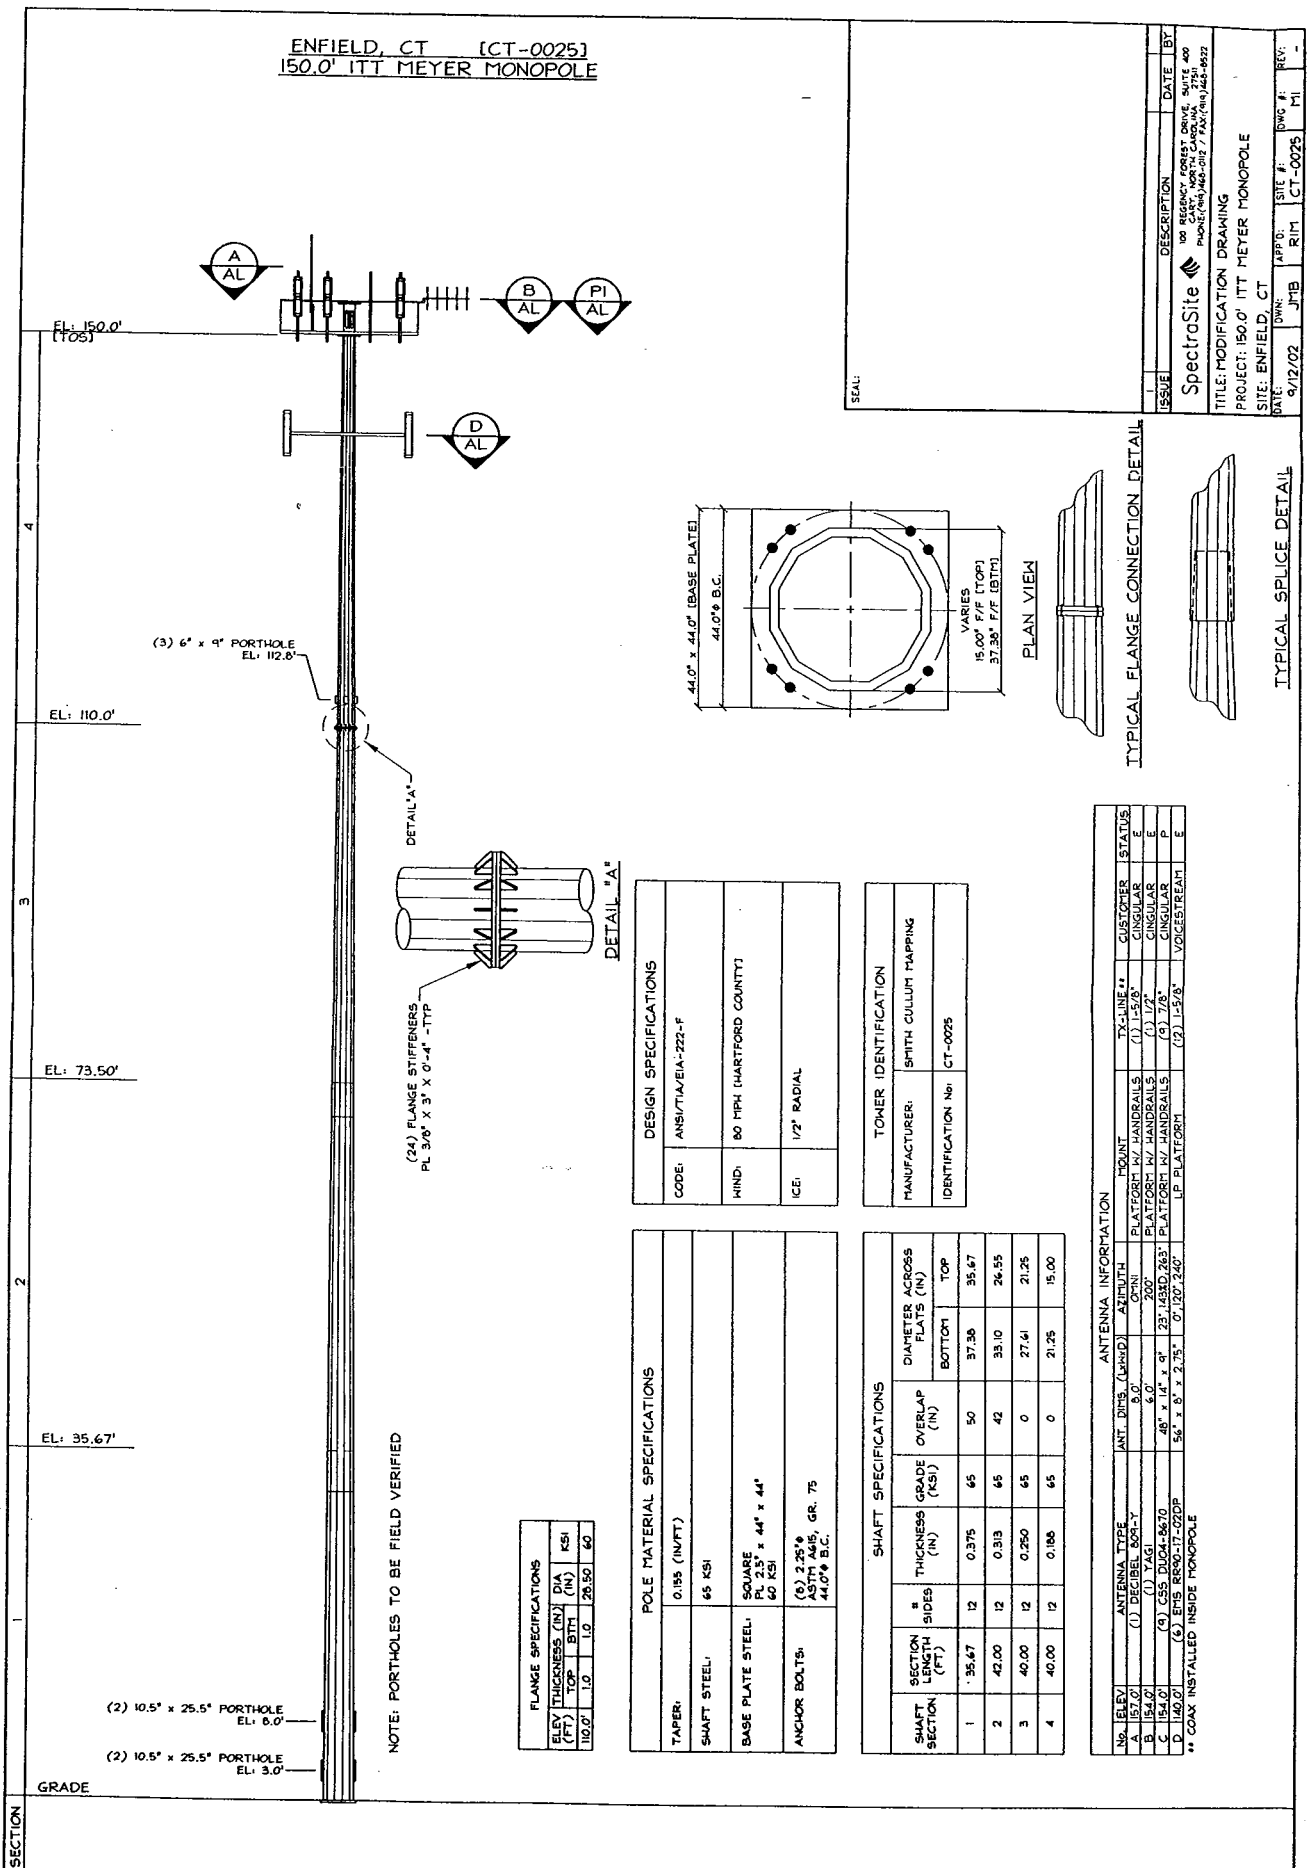 ENFIELD, CT [CT-0025]
150.0' ITT MEYER MONOPOLE
A
AL
B
AL
P1
AL
EL: 150.0'
[TOS]
D
AL
4
(3) 6" x 9" PORTHOLE
EL: 112.8'
EL: 110.0'
DETAIL "A"
3
(24) FLANGE STIFFENERS
PL 3/8" X 3" X 0'-4" - TYP
DETAIL "A"
EL: 73.50'
2
EL: 35.67'
1
(2) 10.5" x 25.5" PORTHOLE
EL: 8.0'
(2) 10.5" x 25.5" PORTHOLE
EL: 3.0'
GRADE
SECTION
NOTE: PORTHOLES TO BE FIELD VERIFIED
FLANGE SPECIFICATIONS
ELEV (FT) THICKNESS (IN) TOP BTM DIA (IN) KSI
110.0' 1.0 1.0 28.50 60
POLE MATERIAL SPECIFICATIONS
TAPER: 0.155 (IN/FT)
SHAFT STEEL: 65 KSI
BASE PLATE STEEL: SQUARE
PL 2.5" x 44" x 44"
60 KSI
ANCHOR BOLTS: (8) 2.25"ø
ASTM A615, GR. 75
44.0"ø B.C.
DESIGN SPECIFICATIONS
CODE: ANSI/TIA/EIA-222-F
WIND: 80 MPH [HARTFORD COUNTY]
ICE: 1/2" RADIAL
SHAFT SPECIFICATIONS
SHAFT SECTION SECTION LENGTH (FT) # SIDES THICKNESS (IN) GRADE (KSI) OVERLAP (IN) DIAMETER ACROSS FLATS (IN) BOTTOM TOP
1 35.67 12 0.375 65 50 37.38 35.67
2 42.00 12 0.313 65 42 33.10 26.55
3 40.00 12 0.250 65 0 27.61 21.25
4 40.00 12 0.188 65 0 21.25 15.00
TOWER IDENTIFICATION
MANUFACTURER: SMITH CULLUM MAPPING
IDENTIFICATION No: CT-0025
ANTENNA INFORMATION
No. ELEV ANTENNA TYPE ANT. DIMS. (LxWxD) AZIMUTH MOUNT TX-LINE ** CUSTOMER STATUS
A 157.0' (1) DECIBEL 809-Y 8.0' OMNI PLATFORM W/ HANDRAILS (1) 1-5/8" CINGULAR E
B 154.0' (1) YAGI 6.0' 200° PLATFORM W/ HANDRAILS (1) 1/2" CINGULAR E
C 154.0' (9) CSS DUO4-8670 48" x 14" x 9" 23°, 263° PLATFORM W/ HANDRAILS (9) 7/8" CINGULAR P
D 140.0' (6) EMS RR90-17-02DP 56" x 8" x 2.75" 0°, 120°, 240° LP PLATFORM (12) 1-5/8" VOICESTREAM E
** COAX INSTALLED INSIDE MONOPOLE
44.0" x 44.0" [BASE PLATE]
44.0"ø B.C.
VARIES
15.00" F/F [TOP]
37.38" F/F [BTM]
PLAN VIEW
TYPICAL FLANGE CONNECTION DETAIL
TYPICAL SPLICE DETAIL
SEAL:
ISSUE DESCRIPTION DATE BY
SpectraSite
100 REGENCY FOREST DRIVE, SUITE 400
CARY, NORTH CAROLINA 27511
PHONE:(919)468-0112 / FAX:(919)468-8522
TITLE: MODIFICATION DRAWING
PROJECT: 150.0' ITT MEYER MONOPOLE
SITE: ENFIELD, CT
DATE: 9/12/02 DWN: JMB APP'D: RIM SITE #: CT-0025 DWG #: M1 REV: -